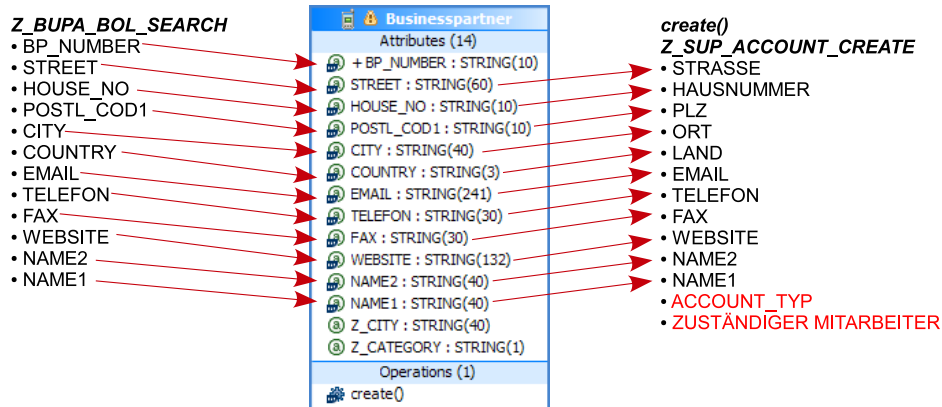 Z_BUPA_BOL_SEARCH
• BP_NUMBER
• STREET
• HOUSE_NO
• POSTL_COD1
• CITY
• COUNTRY
• EMAIL
• TELEFON
• FAX
• WEBSITE
• NAME2
• NAME1
Businesspartner
Attributes (14)
+ BP_NUMBER : STRING(10)
STREET : STRING(60)
HOUSE_NO : STRING(10)
POSTL_COD1 : STRING(10)
CITY : STRING(40)
COUNTRY : STRING(3)
EMAIL : STRING(241)
TELEFON : STRING(30)
FAX : STRING(30)
WEBSITE : STRING(132)
NAME2 : STRING(40)
NAME1 : STRING(40)
Z_CITY : STRING(40)
Z_CATEGORY : STRING(1)
Operations (1)
create()
create()
Z_SUP_ACCOUNT_CREATE
• STRASSE
• HAUSNUMMER
• PLZ
• ORT
• LAND
• EMAIL
• TELEFON
• FAX
• WEBSITE
• NAME2
• NAME1
• ACCOUNT_TYP
• ZUSTÄNDIGER MITARBEITER